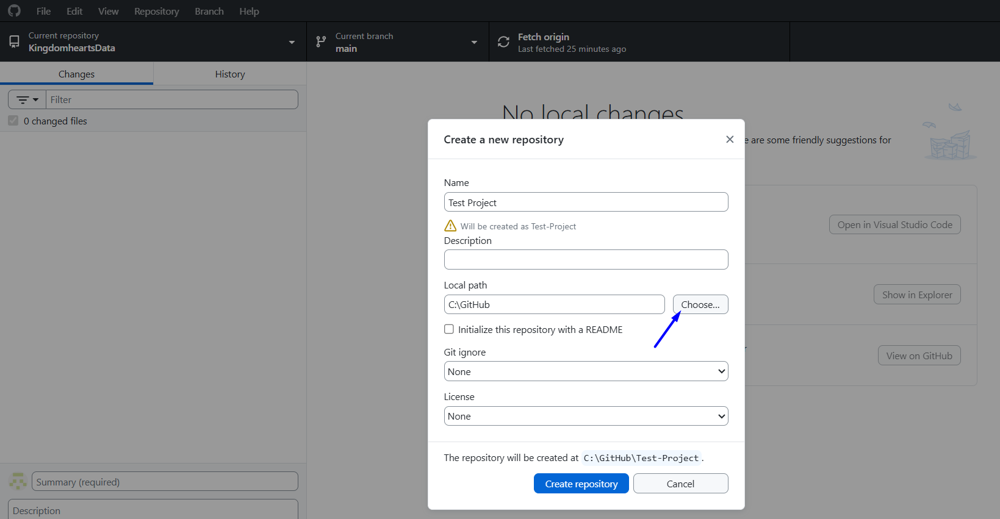 File Edit View Repository Branch Help
Current repository
KingdomheartsData
Current branch
main
Fetch origin
Last fetched 25 minutes ago
Changes History
Filter
0 changed files
No local changes
e are some friendly suggestions for
Create a new repository
Name
Test Project
Will be created as Test-Project
Description
Local path
C:\GitHub
Choose...
Initialize this repository with a README
Git ignore
None
License
None
The repository will be created at C:\GitHub\Test-Project.
Create repository
Cancel
Open in Visual Studio Code
Show in Explorer
View on GitHub
Summary (required)
Description